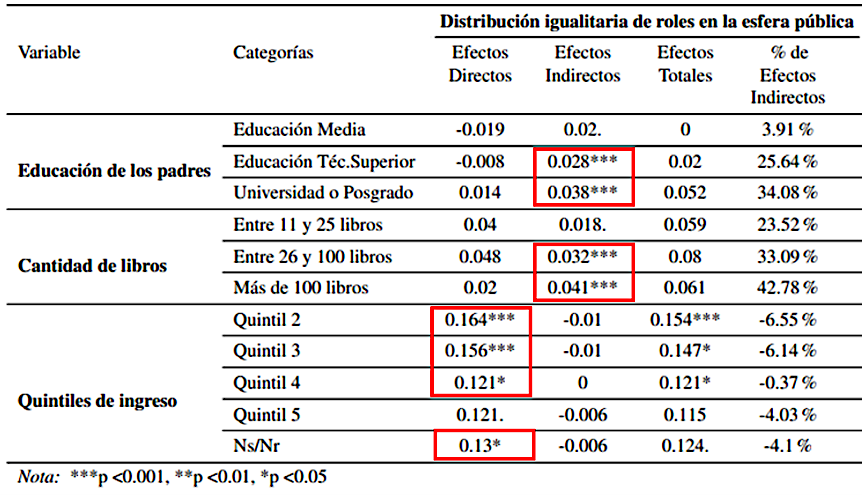 Distribución igualitaria de roles en la esfera pública
Variable Categorías Efectos Directos Efectos Indirectos Efectos Totales % de Efectos Indirectos
Educación de los padres
Educación Media -0.019 0.02. 0 3.91 %
Educación Téc.Superior -0.008 0.028*** 0.02 25.64 %
Universidad o Posgrado 0.014 0.038*** 0.052 34.08 %
Cantidad de libros
Entre 11 y 25 libros 0.04 0.018. 0.059 23.52 %
Entre 26 y 100 libros 0.048 0.032*** 0.08 33.09 %
Más de 100 libros 0.02 0.041*** 0.061 42.78 %
Quintiles de ingreso
Quintil 2 0.164*** -0.01 0.154*** -6.55 %
Quintil 3 0.156*** -0.01 0.147* -6.14 %
Quintil 4 0.121* 0 0.121* -0.37 %
Quintil 5 0.121. -0.006 0.115 -4.03 %
Ns/Nr 0.13* -0.006 0.124. -4.1 %
Nota: ***p <0.001, **p <0.01, *p <0.05